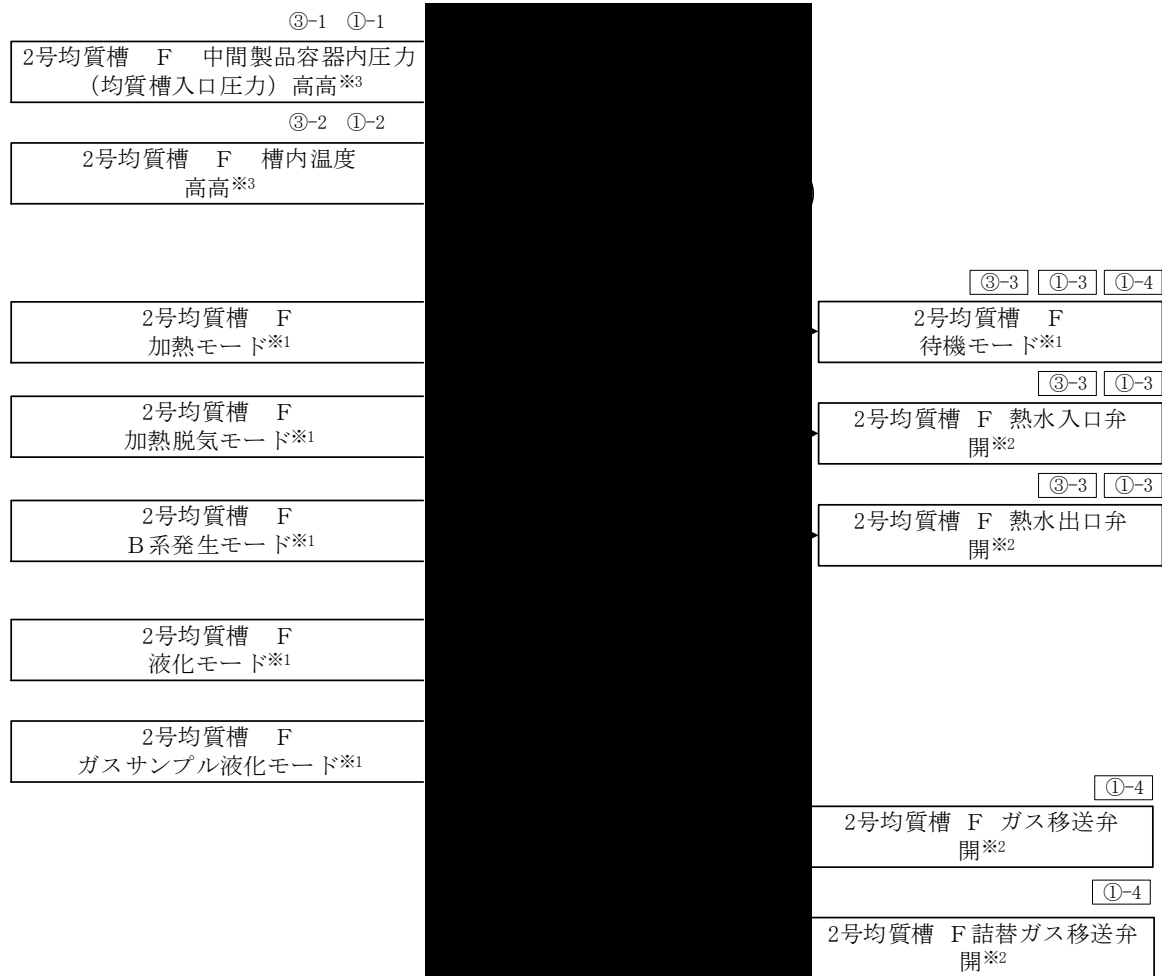 ③-1 ①-1
2号均質槽 F 中間製品容器内圧力
（均質槽入口圧力）高高※3
③-2 ①-2
2号均質槽 F 槽内温度
高高※3
2号均質槽 F
加熱モード※1
2号均質槽 F
加熱脱気モード※1
2号均質槽 F
B系発生モード※1
2号均質槽 F
液化モード※1
2号均質槽 F
ガスサンプル液化モード※1
③-3 ①-3 ①-4
2号均質槽 F
待機モード※1
③-3 ①-3
2号均質槽 F 熱水入口弁
開※2
③-3 ①-3
2号均質槽 F 熱水出口弁
開※2
①-4
2号均質槽 F ガス移送弁
開※2
①-4
2号均質槽 F詰替ガス移送弁
開※2